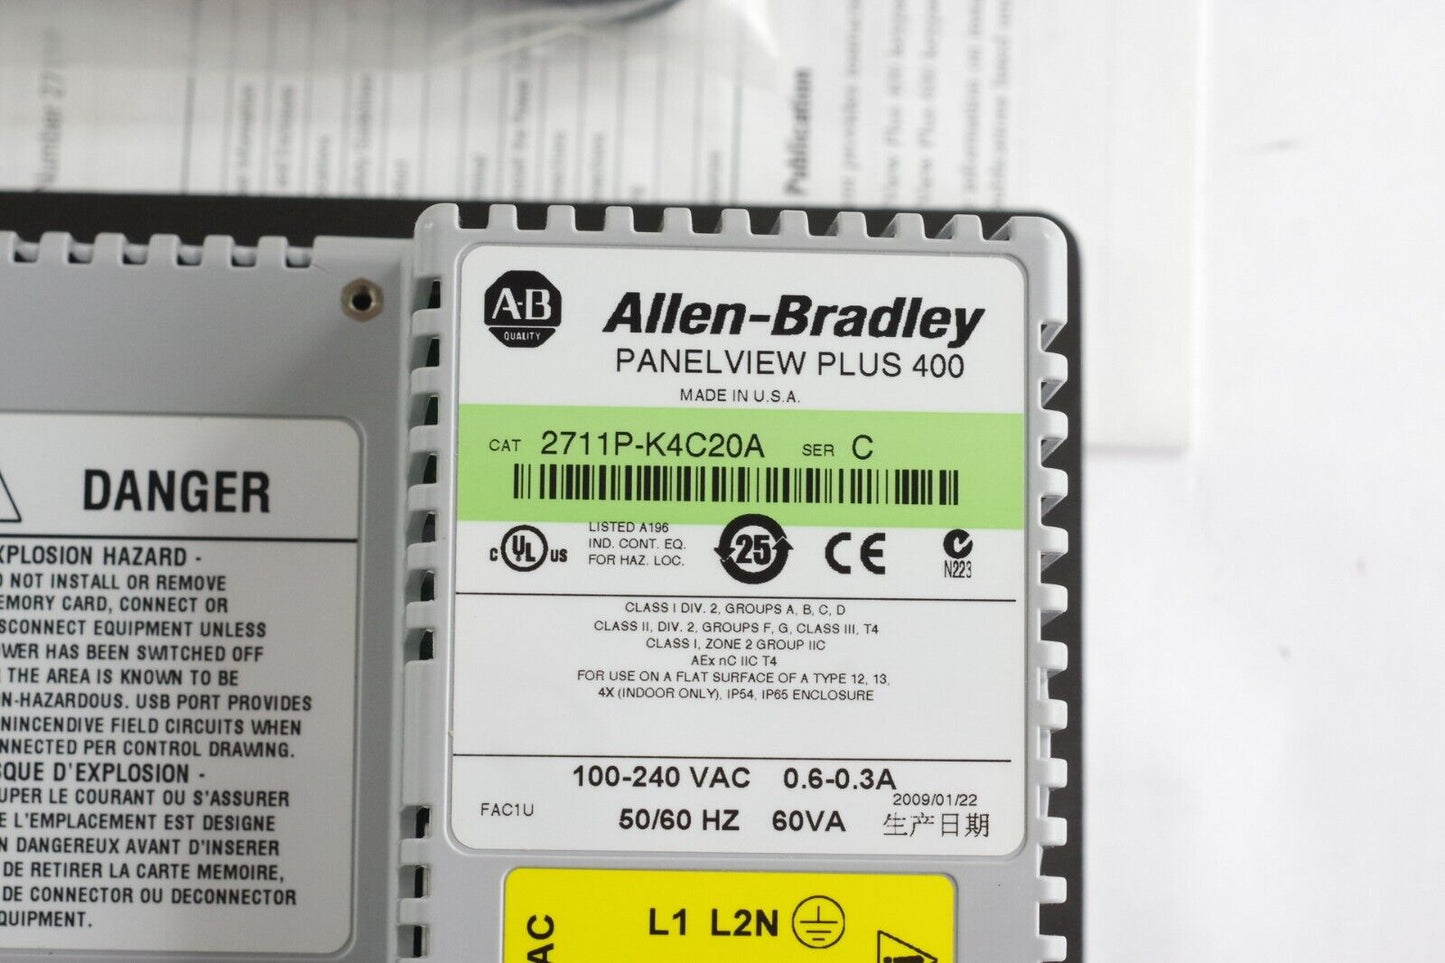 Number 2711P
Publication
A-B
QUALITY
Allen-Bradley
PANELVIEW PLUS 400
MADE IN U.S.A.
CAT 2711P-K4C20A SER C
C UL US
LISTED A196
IND. CONT. EQ.
FOR HAZ. LOC.
25
CE
N223
CLASS I DIV. 2, GROUPS A, B, C, D
CLASS II, DIV. 2, GROUPS F, G, CLASS III, T4
CLASS I, ZONE 2 GROUP IIC
AEx nC IIC T4
FOR USE ON A FLAT SURFACE OF A TYPE 12, 13,
4X (INDOOR ONLY), IP54, IP65 ENCLOSURE
100-240 VAC 0.6-0.3A
FAC1U
50/60 HZ 60VA
2009/01/22
生产日期
L1 L2N
AC
DANGER
XPLOSION HAZARD -
O NOT INSTALL OR REMOVE
EMORY CARD, CONNECT OR
SCONNECT EQUIPMENT UNLESS
OWER HAS BEEN SWITCHED OFF
THE AREA IS KNOWN TO BE
N-HAZARDOUS. USB PORT PROVIDES
NINCENDIVE FIELD CIRCUITS WHEN
NNECTED PER CONTROL DRAWING.
SQUE D'EXPLOSION -
UPER LE COURANT OU S'ASSURER
E L'EMPLACEMENT EST DESIGNE
N DANGEREUX AVANT D'INSERER
DE RETIRER LA CARTE MEMOIRE,
DE CONNECTOR OU DECONNECTOR
QUIPMENT.